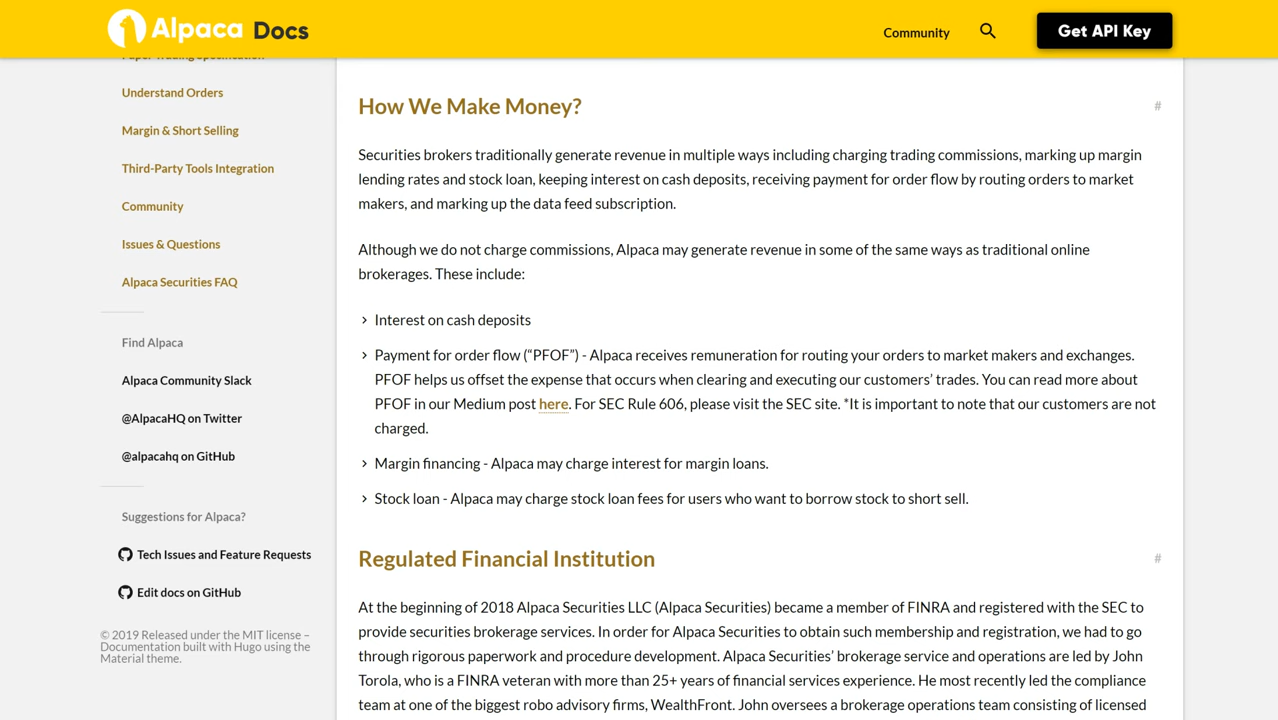 Alpaca Docs
Community
Get API Key
Paper Trading Specification
Understand Orders
Margin & Short Selling
Third-Party Tools Integration
Community
Issues & Questions
Alpaca Securities FAQ
Find Alpaca
Alpaca Community Slack
@AlpacaHQ on Twitter
@alpacahq on GitHub
Suggestions for Alpaca?
Tech Issues and Feature Requests
Edit docs on GitHub
© 2019 Released under the MIT license –
Documentation built with Hugo using the
Material theme.
How We Make Money?
#
Securities brokers traditionally generate revenue in multiple ways including charging trading commissions, marking up margin
lending rates and stock loan, keeping interest on cash deposits, receiving payment for order flow by routing orders to market
makers, and marking up the data feed subscription.
Although we do not charge commissions, Alpaca may generate revenue in some of the same ways as traditional online
brokerages. These include:
Interest on cash deposits
Payment for order flow (“PFOF”) - Alpaca receives remuneration for routing your orders to market makers and exchanges.
PFOF helps us offset the expense that occurs when clearing and executing our customers’ trades. You can read more about
PFOF in our Medium post here. For SEC Rule 606, please visit the SEC site. *It is important to note that our customers are not
charged.
Margin financing - Alpaca may charge interest for margin loans.
Stock loan - Alpaca may charge stock loan fees for users who want to borrow stock to short sell.
Regulated Financial Institution
#
At the beginning of 2018 Alpaca Securities LLC (Alpaca Securities) became a member of FINRA and registered with the SEC to
provide securities brokerage services. In order for Alpaca Securities to obtain such membership and registration, we had to go
through rigorous paperwork and procedure development. Alpaca Securities’ brokerage service and operations are led by John
Torola, who is a FINRA veteran with more than 25+ years of financial services experience. He most recently led the compliance
team at one of the biggest robo advisory firms, WealthFront. John oversees a brokerage operations team consisting of licensed